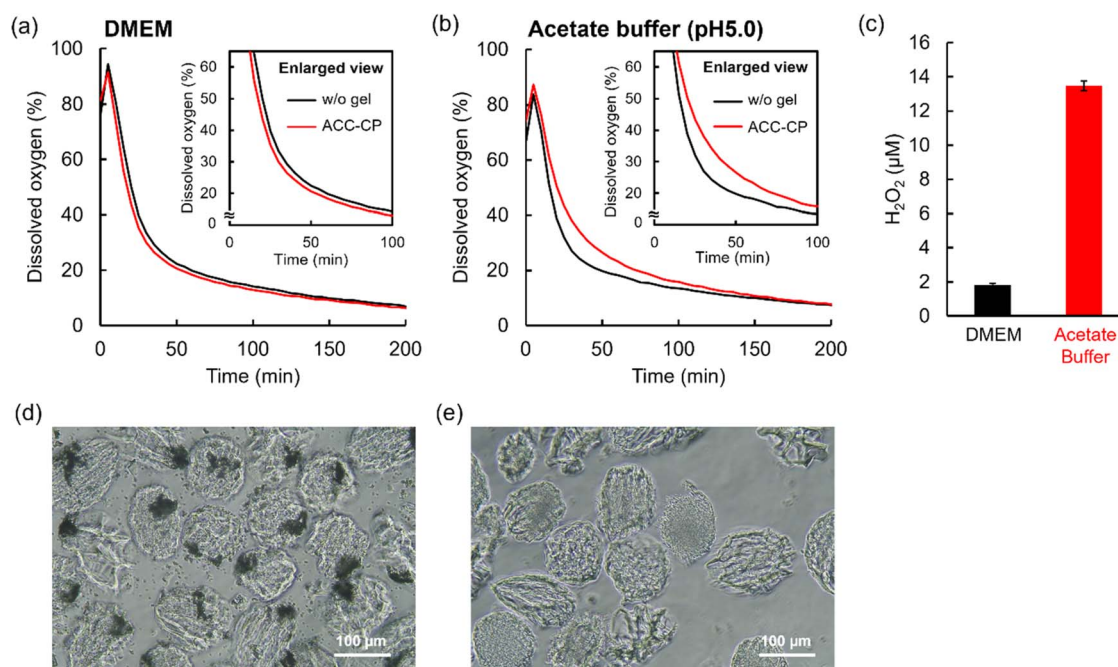 (a)
DMEM
Dissolved oxygen (%)
100
80
60
40
20
0
0
50
100
150
200
Time (min)
Enlarged view
w/o gel
ACC-CP
Dissolved oxygen (%)
60
50
40
30
20
0
0
50
100
Time (min)
(b)
Acetate buffer (pH5.0)
Dissolved oxygen (%)
100
80
60
40
20
0
0
50
100
150
200
Time (min)
Enlarged view
w/o gel
ACC-CP
Dissolved oxygen (%)
60
50
40
30
20
0
0
50
100
Time (min)
(c)
H₂O₂ (μM)
16
14
12
10
8
6
4
2
0
DMEM
Acetate
Buffer
(d)
100 μm
(e)
100 μm